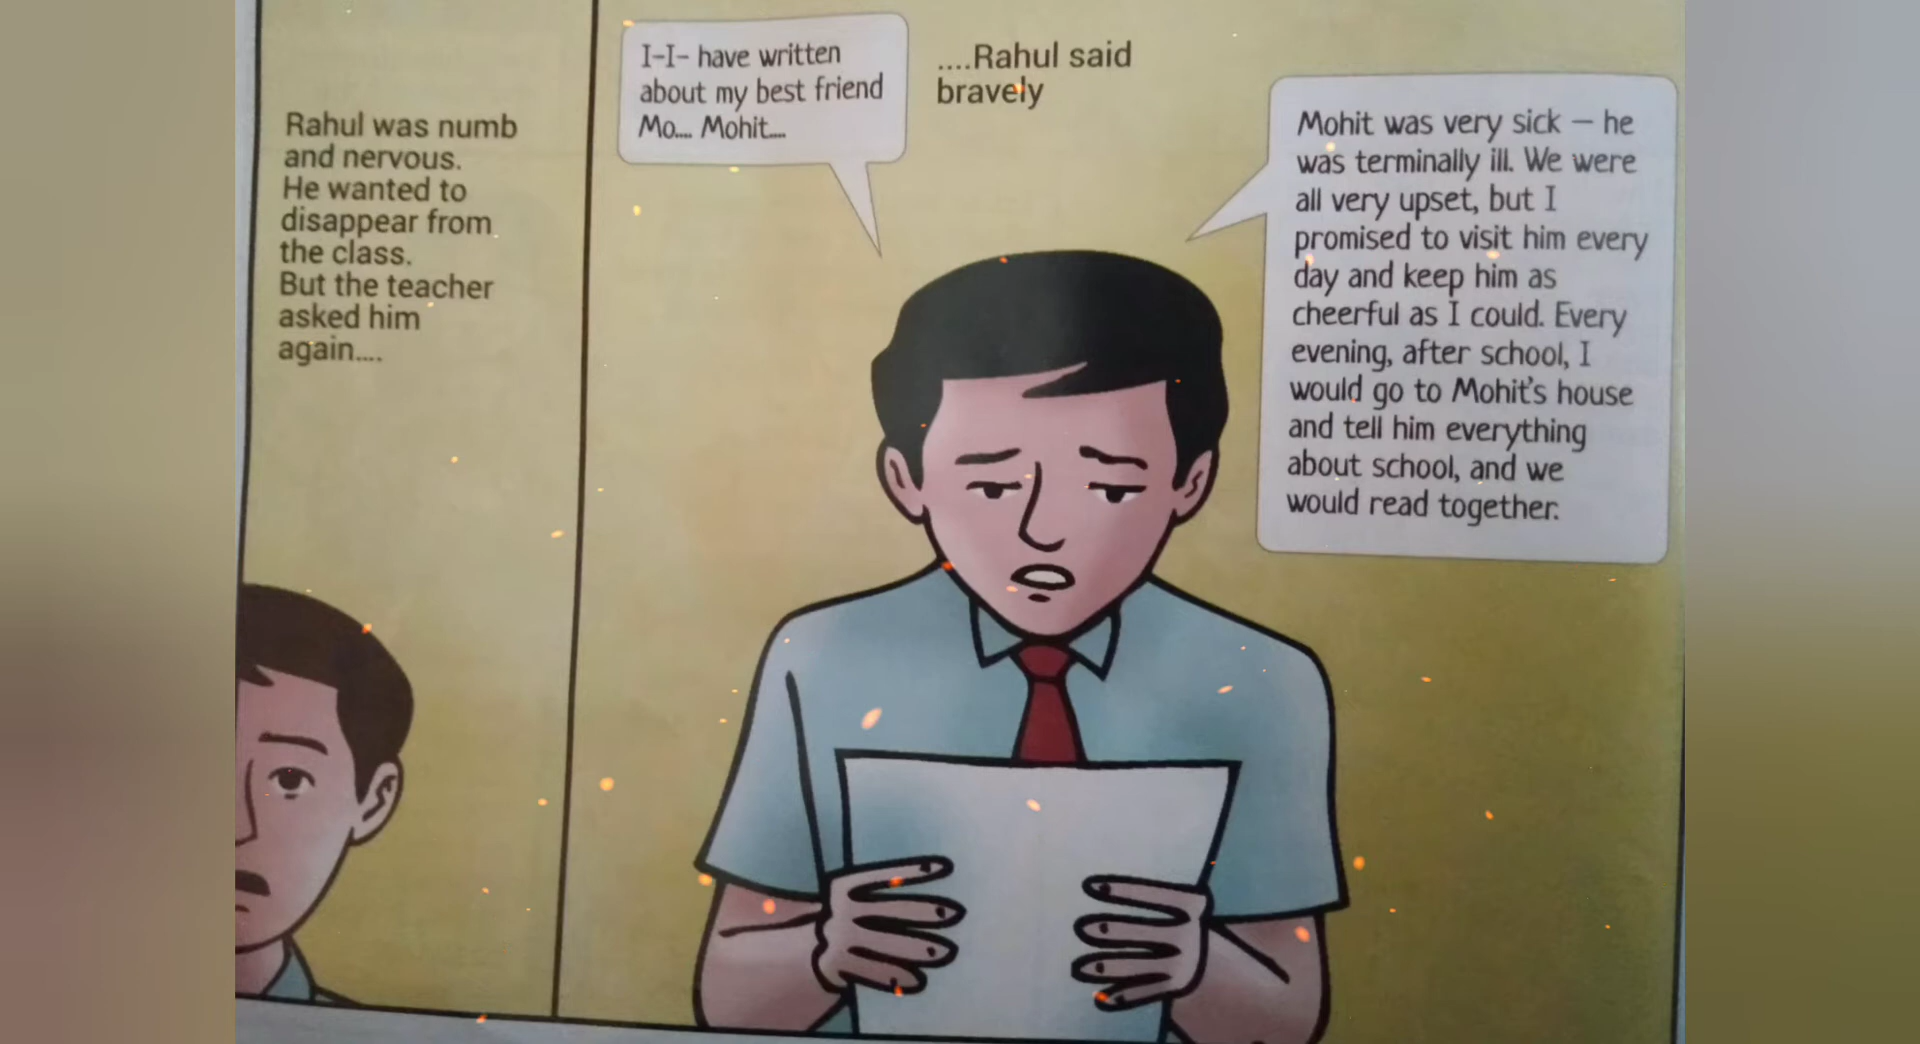 Rahul was numb
and nervous.
He wanted to
disappear from
the class.
But the teacher
asked him
again....
I-I- have written
about my best friend
Mo.... Mohit....
....Rahul said
bravely
Mohit was very sick – he
was terminally ill. We were
all very upset, but I
promised to visit him every
day and keep him as
cheerful as I could. Every
evening, after school, I
would go to Mohit's house
and tell him everything
about school, and we
would read together.